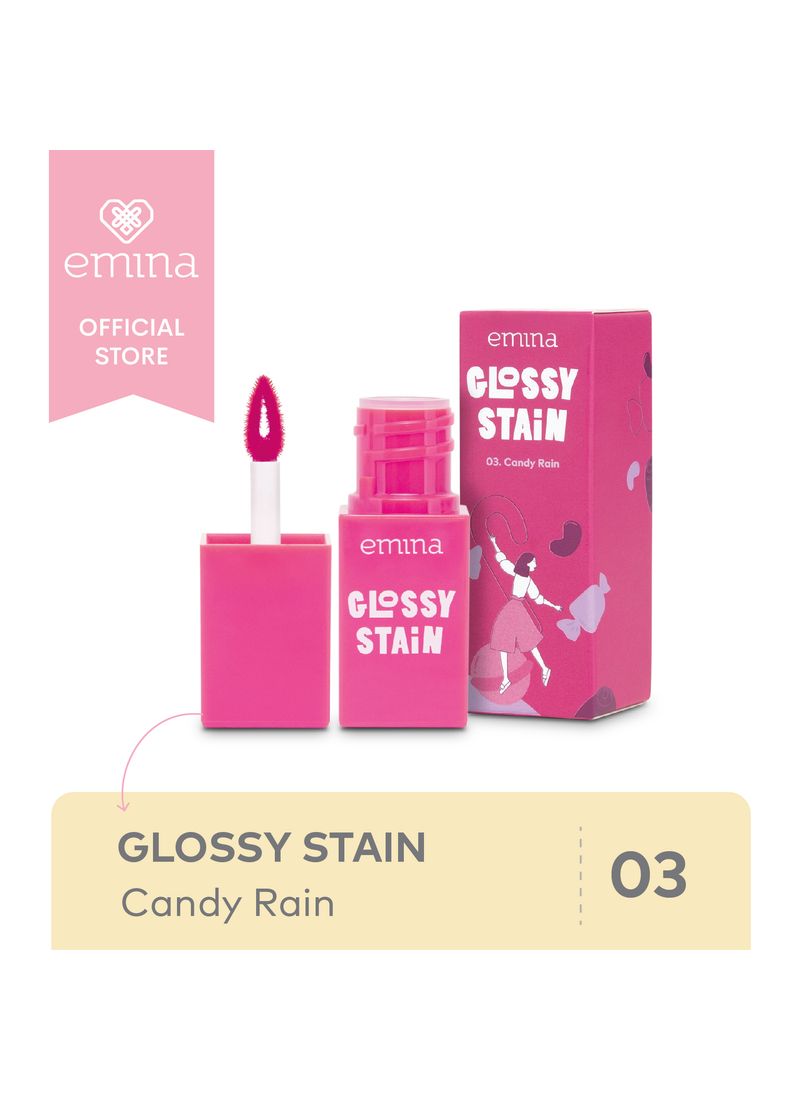 emina
OFFICIAL
STORE
emina
GLOSSY
STAiN
03. Candy Rain
emina
GLOSSY
STAiN
GLOSSY STAIN
Candy Rain
03